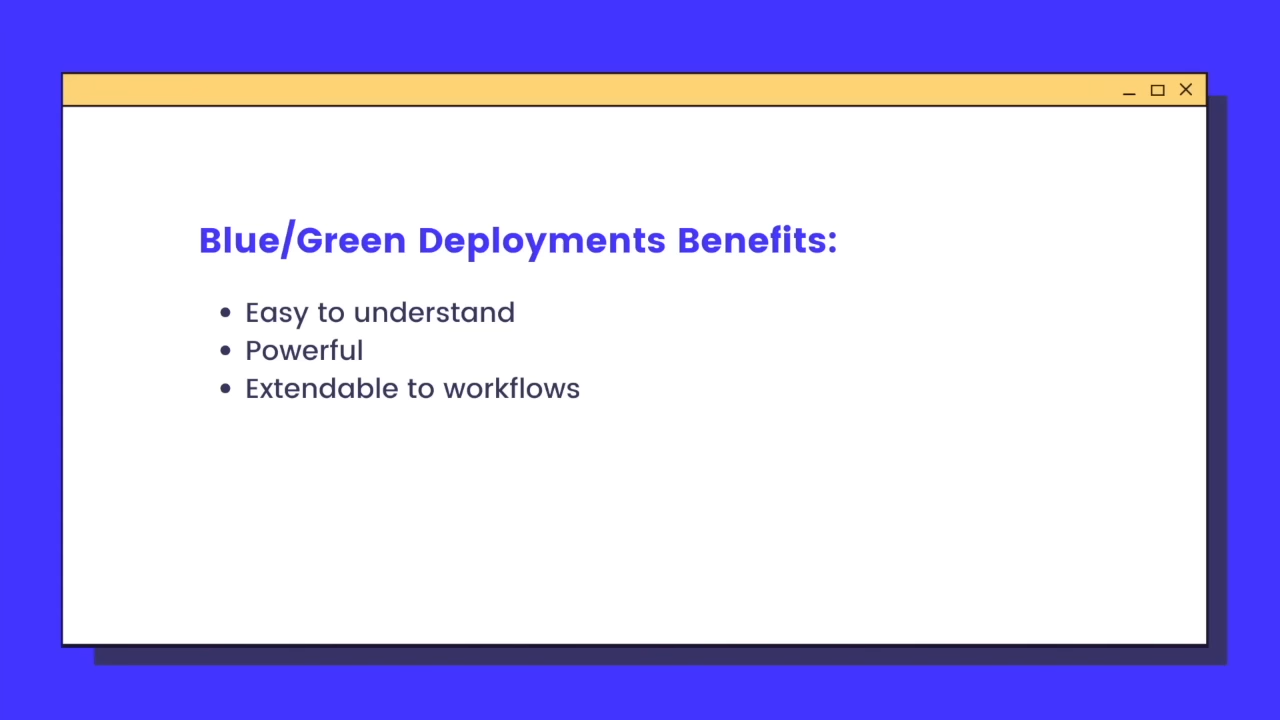 Blue/Green Deployments Benefits:
• Easy to understand
• Powerful
• Extendable to workflows